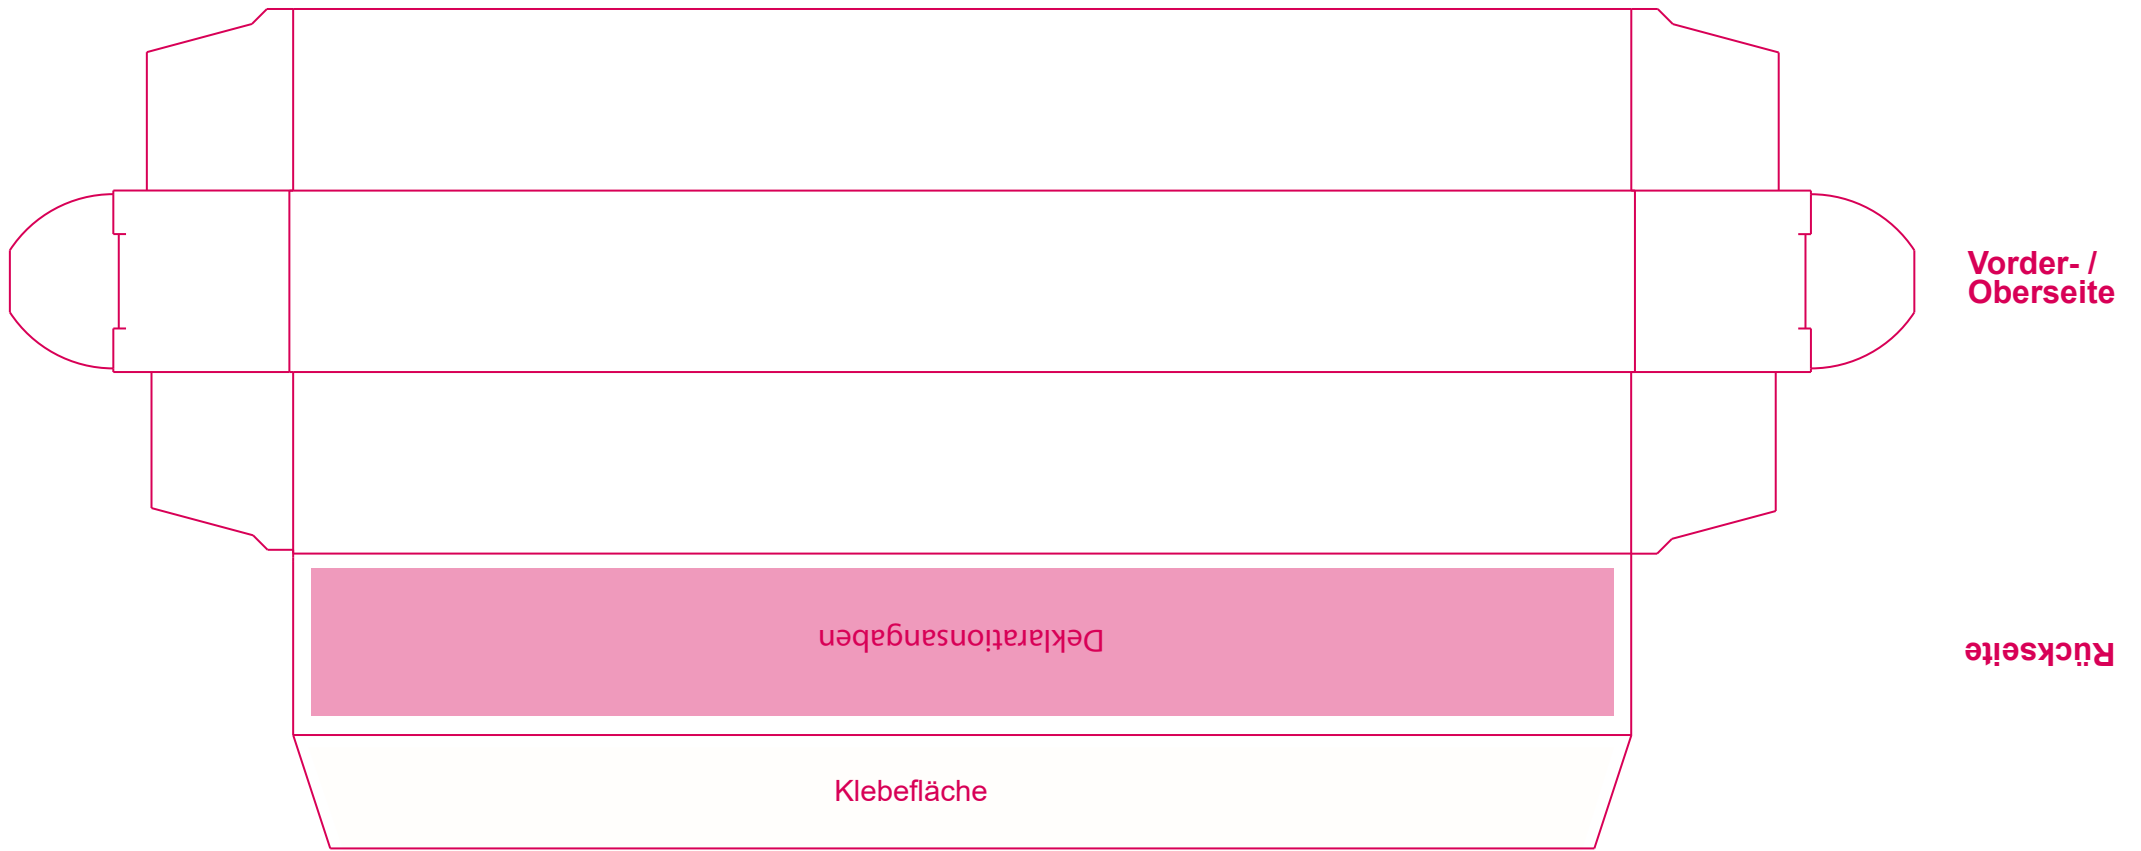 Vorder- /
Oberseite
Deklarationsangaben
Rückseite
Klebefläche